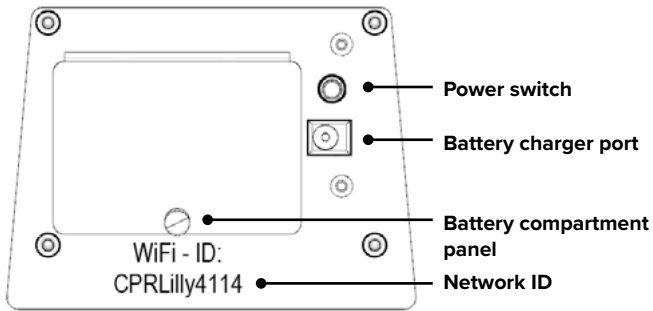 Power switch
Battery charger port
Battery compartment
panel
WiFi - ID:
CPRLilly4114
Network ID